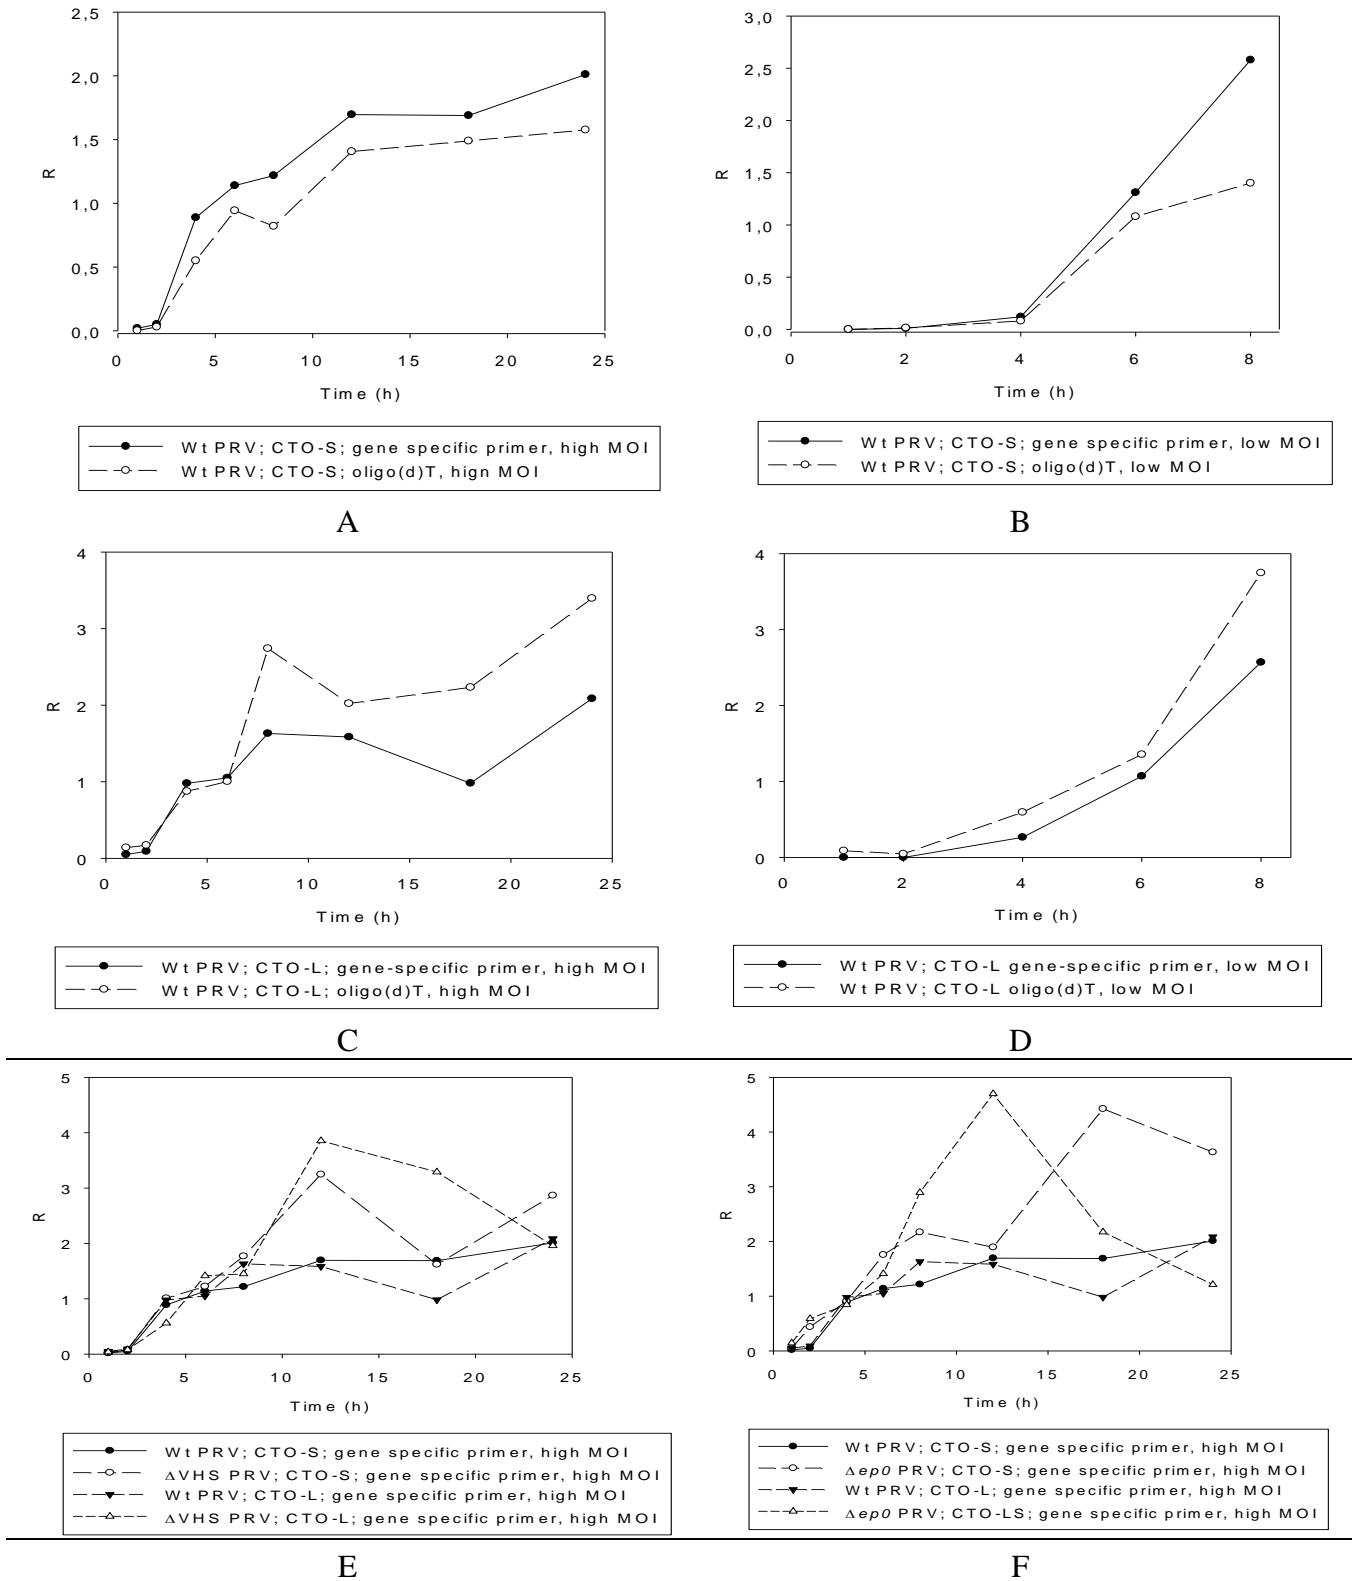 2,5
2,0
1,5
1,0
0,5
0,0
R
0 5 10 15 20 25
Time (h)
Wt PRV; CTO-S; gene specific primer, high MOI
Wt PRV; CTO-S; oligo(d)T, hign MOI
A
3,0
2,5
2,0
1,5
1,0
0,5
0,0
R
0 2 4 6 8
Time (h)
Wt PRV; CTO-S; gene specific primer, low MOI
Wt PRV; CTO-S; oligo(d)T, low MOI
B
4
3
2
1
0
R
0 5 10 15 20 25
Time (h)
Wt PRV; CTO-L; gene-specific primer, high MOI
Wt PRV; CTO-L; oligo(d)T, high MOI
C
4
3
2
1
0
R
0 2 4 6 8
Time (h)
Wt PRV; CTO-L gene-specific primer, low MOI
Wt PRV; CTO-L oligo(d)T, low MOI
D
5
4
3
2
1
0
R
0 5 10 15 20 25
Time (h)
Wt PRV; CTO-S; gene specific primer, high MOI
ΔVHS PRV; CTO-S; gene specific primer, high MOI
Wt PRV; CTO-L; gene specific primer, high MOI
ΔVHS PRV; CTO-L; gene specific primer, high MOI
E
5
4
3
2
1
0
R
0 5 10 15 20 25
Time (h)
Wt PRV; CTO-S; gene specific primer, high MOI
Δep0 PRV; CTO-S; gene specific primer, high MOI
Wt PRV; CTO-L; gene specific primer, high MOI
Δep0 PRV; CTO-LS; gene specific primer, high MOI
F